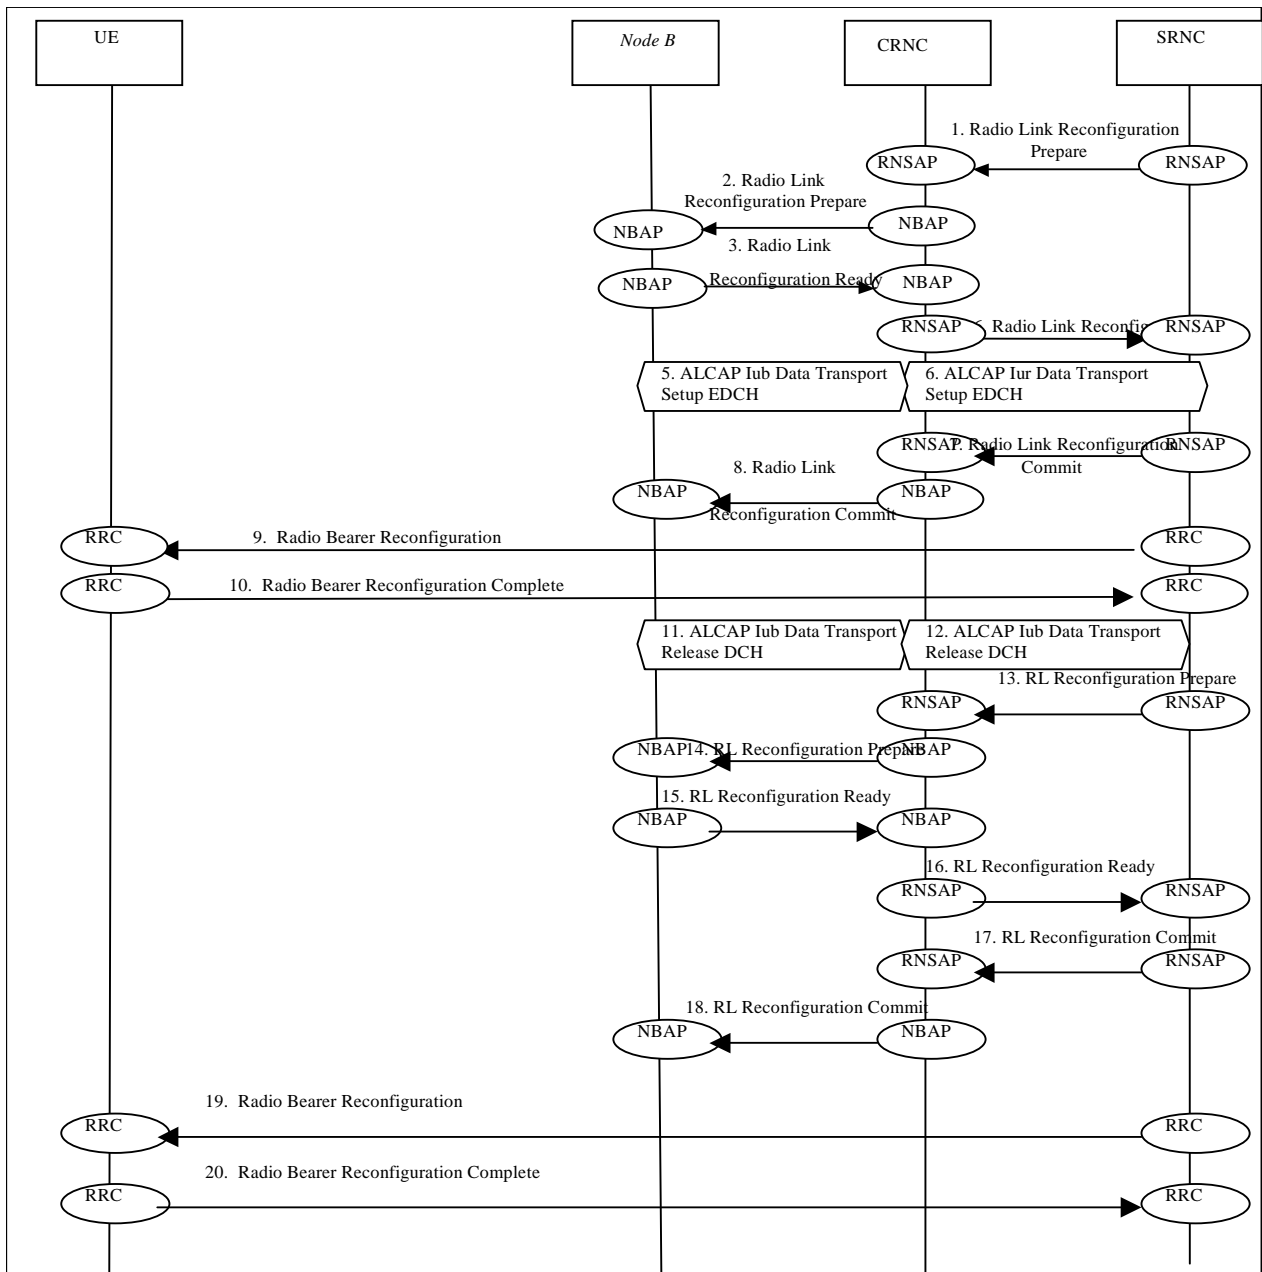 UE
Node B
CRNC
SRNC
1. Radio Link Reconfiguration
Prepare
RNSAP
RNSAP
2. Radio Link
Reconfiguration Prepare
NBAP
NBAP
3. Radio Link
Reconfiguration Ready
NBAP
NBAP
RNSAP
Radio Link Reconfig
RNSAP
5. ALCAP Iub Data Transport
Setup EDCH
6. ALCAP Iur Data Transport
Setup EDCH
RNSAP
7. Radio Link Reconfiguration
Commit
RNSAP
8. Radio Link
Reconfiguration Commit
NBAP
NBAP
9. Radio Bearer Reconfiguration
RRC
RRC
10. Radio Bearer Reconfiguration Complete
RRC
RRC
11. ALCAP Iub Data Transport
Release DCH
12. ALCAP Iub Data Transport
Release DCH
13. RL Reconfiguration Prepare
RNSAP
RNSAP
NBAP
14. RL Reconfiguration Prepare
NBAP
15. RL Reconfiguration Ready
NBAP
NBAP
16. RL Reconfiguration Ready
RNSAP
RNSAP
17. RL Reconfiguration Commit
RNSAP
RNSAP
18. RL Reconfiguration Commit
NBAP
NBAP
19. Radio Bearer Reconfiguration
RRC
RRC
20. Radio Bearer Reconfiguration Complete
RRC
RRC